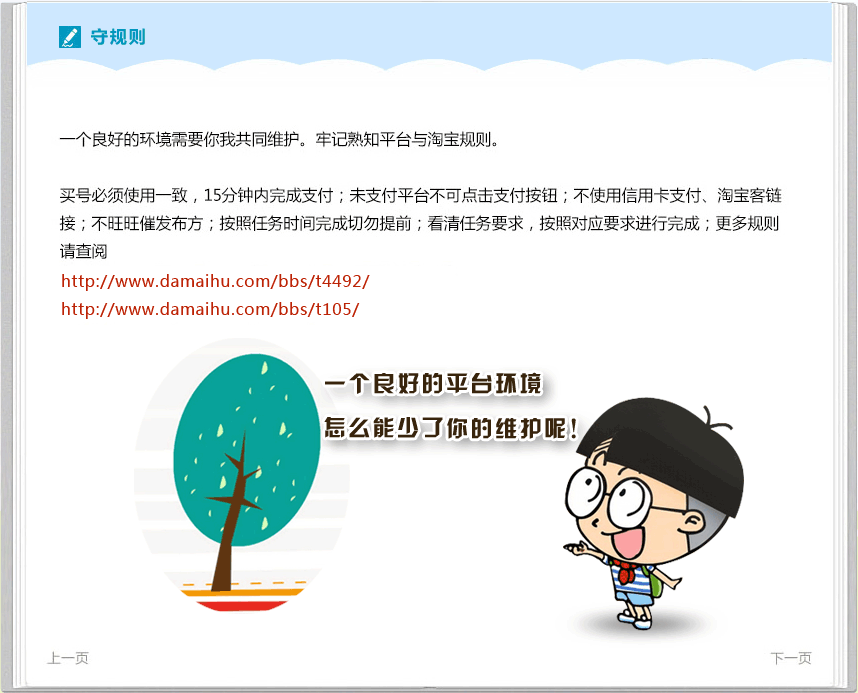 守规则
一个良好的环境需要你我共同维护。牢记熟知平台与淘宝规则。
买号必须使用一致，15分钟内完成支付；未支付平台不可点击支付按钮；不使用信用卡支付、淘宝客链
接；不旺旺催发布方；按照任务时间完成切勿提前；看清任务要求，按照对应要求进行完成；更多规则
请查阅
http://www.damaihu.com/bbs/t4492/
http://www.damaihu.com/bbs/t105/
一个良好的平台环境
怎么能少了你的维护呢!
上一页
下一页